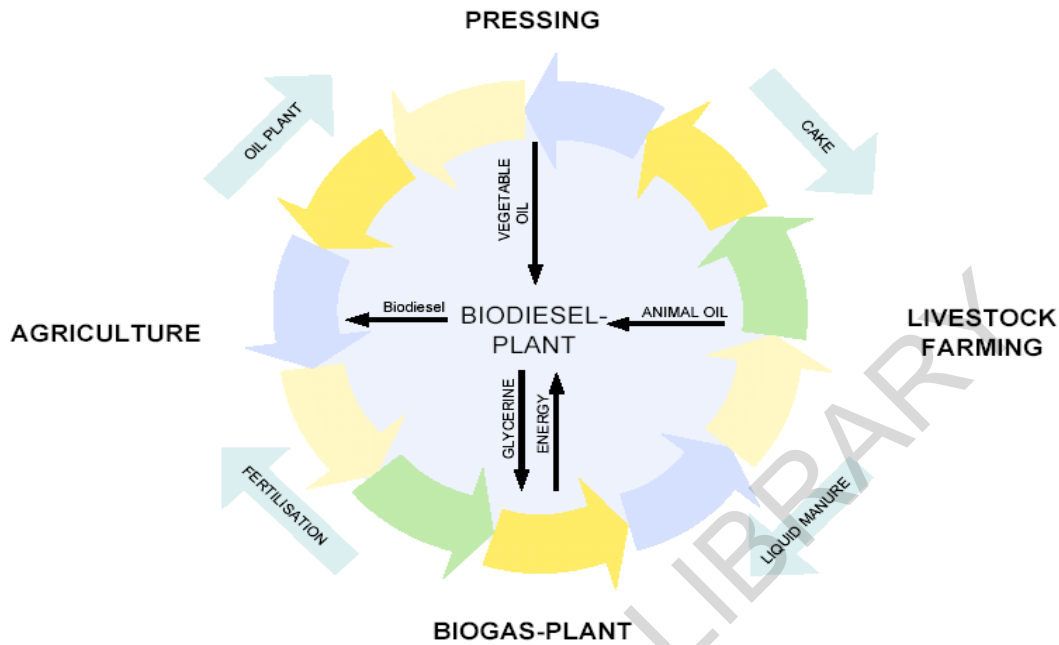 PRESSING
OIL PLANT
CAKE
VEGETABLE
OIL
Biodiesel
BIODIESEL-
PLANT
ANIMAL OIL
AGRICULTURE
LIVESTOCK
FARMING
GLYCERINE
ENERGY
FERTILISATION
LIQUID MANURE
BIOGAS-PLANT
LIBRARY